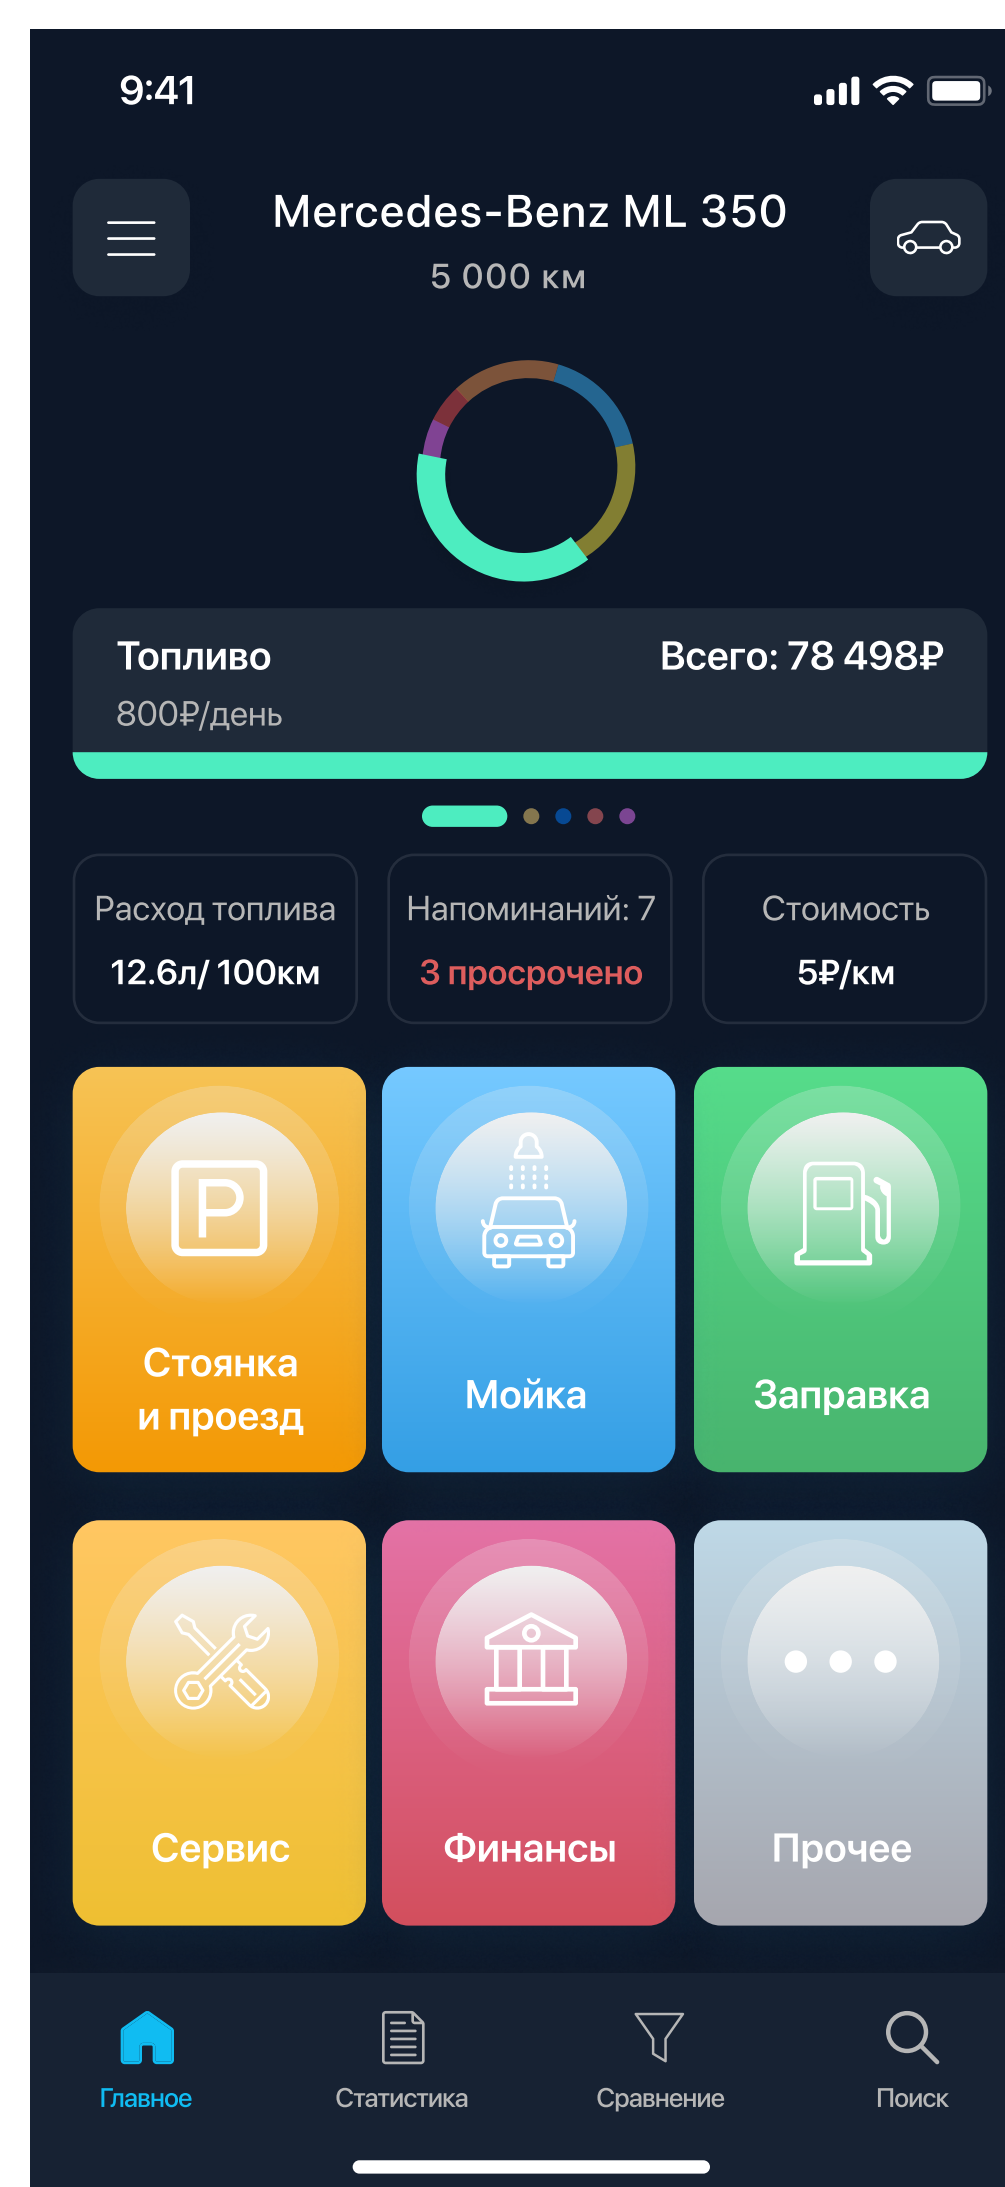 9:41
Mercedes-Benz ML 350
5 000 км
Топливо
Всего: 78 498₽
800₽/день
Расход топлива
12.6л/ 100км
Напоминаний: 7
3 просрочено
Стоимость
5₽/км
P
Стоянка
и проезд
Мойка
Заправка
Сервис
Финансы
Прочее
Главное
Статистика
Сравнение
Поиск